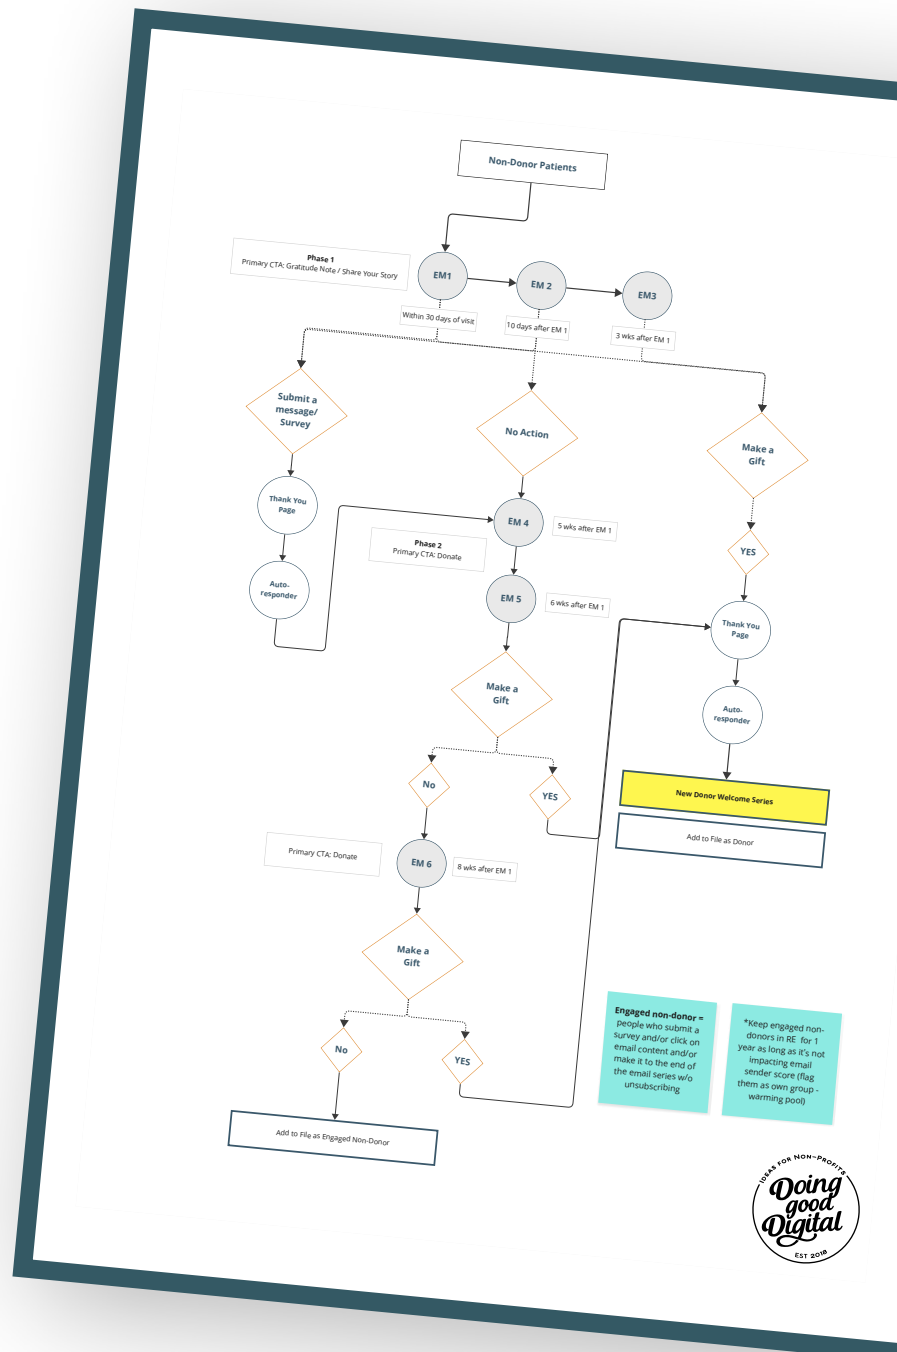 Non-Donor Patients
Phase 1
Primary CTA: Gratitude Note / Share Your Story
EM1
EM 2
EM3
Within 30 days of visit
10 days after EM 1
3 wks after EM 1
Submit a
message/
Survey
No Action
Make a
Gift
Thank You
Page
EM 4
5 wks after EM 1
Phase 2
Primary CTA: Donate
YES
Auto-
responder
EM 5
6 wks after EM 1
Thank You
Page
Make a
Gift
Auto-
responder
No
YES
New Donor Welcome Series
Add to File as Donor
Primary CTA: Donate
EM 6
8 wks after EM 1
Make a
Gift
No
YES
Add to File as Engaged Non-Donor
Engaged non-donor =
people who submit a
survey and/or click on
email content and/or
make it to the end of
the email series w/o
unsubscribing
*Keep engaged non-
donors in RE for 1
year as long as it's not
impacting email
sender score (flag
them as own group -
warming pool)
IDEAS FOR NON-PROFITS
Doing
good
Digital
EST 2018